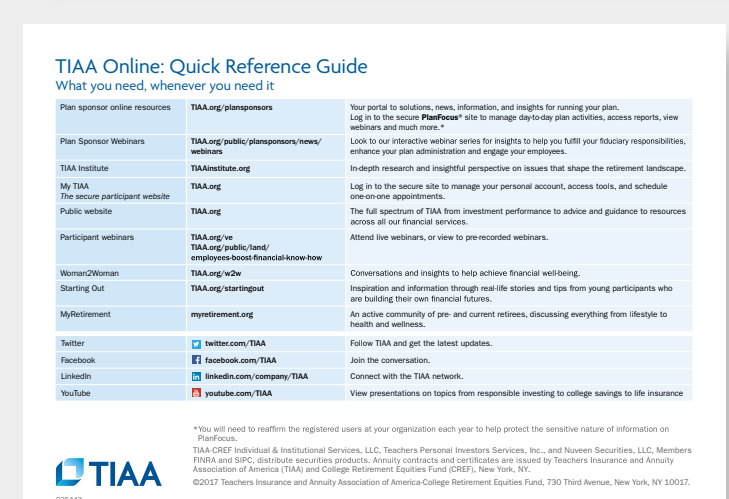 TIAA Online: Quick Reference Guide
What you need, whenever you need it
Plan sponsor online resources
TIAA.org/plansponsors
Your portal to solutions, news, information, and insights for running your plan.
Log in to the secure PlanFocus® site to manage day-to-day plan activities, access reports, view
webinars and much more.*
Plan Sponsor Webinars
TIAA.org/public/plansponsors/news/
webinars
Look to our interactive webinar series for insights to help you fulfill your fiduciary responsibilities,
enhance your plan administration and engage your employees.
TIAA Institute
TIAAinstitute.org
In-depth research and insightful perspective on issues that shape the retirement landscape.
My TIAA
The secure participant website
TIAA.org
Log in to the secure site to manage your personal account, access tools, and schedule
one-on-one appointments.
Public website
TIAA.org
The full spectrum of TIAA from investment performance to advice and guidance to resources
across all our financial services.
Participant webinars
TIAA.org/ve
TIAA.org/public/land/
employees-boost-financial-know-how
Attend live webinars, or view to pre-recorded webinars.
Woman2Woman
TIAA.org/w2w
Conversations and insights to help achieve financial well-being.
Starting Out
TIAA.org/startingout
Inspiration and information through real-life stories and tips from young participants who
are building their own financial futures.
MyRetirement
myretirement.org
An active community of pre- and current retirees, discussing everything from lifestyle to
health and wellness.
Twitter
twitter.com/TIAA
Follow TIAA and get the latest updates.
Facebook
facebook.com/TIAA
Join the conversation.
LinkedIn
linkedin.com/company/TIAA
Connect with the TIAA network.
YouTube
youtube.com/TIAA
View presentations on topics from responsible investing to college savings to life insurance
*You will need to reaffirm the registered users at your organization each year to help protect the sensitive nature of information on
PlanFocus.
TIAA-CREF Individual & Institutional Services, LLC, Teachers Personal Investors Services, Inc., and Nuveen Securities, LLC, Members
FINRA and SIPC, distribute securities products. Annuity contracts and certificates are issued by Teachers Insurance and Annuity
Association of America (TIAA) and College Retirement Equities Fund (CREF), New York, NY.
©2017 Teachers Insurance and Annuity Association of America-College Retirement Equities Fund, 730 Third Avenue, New York, NY 10017.
TIAA